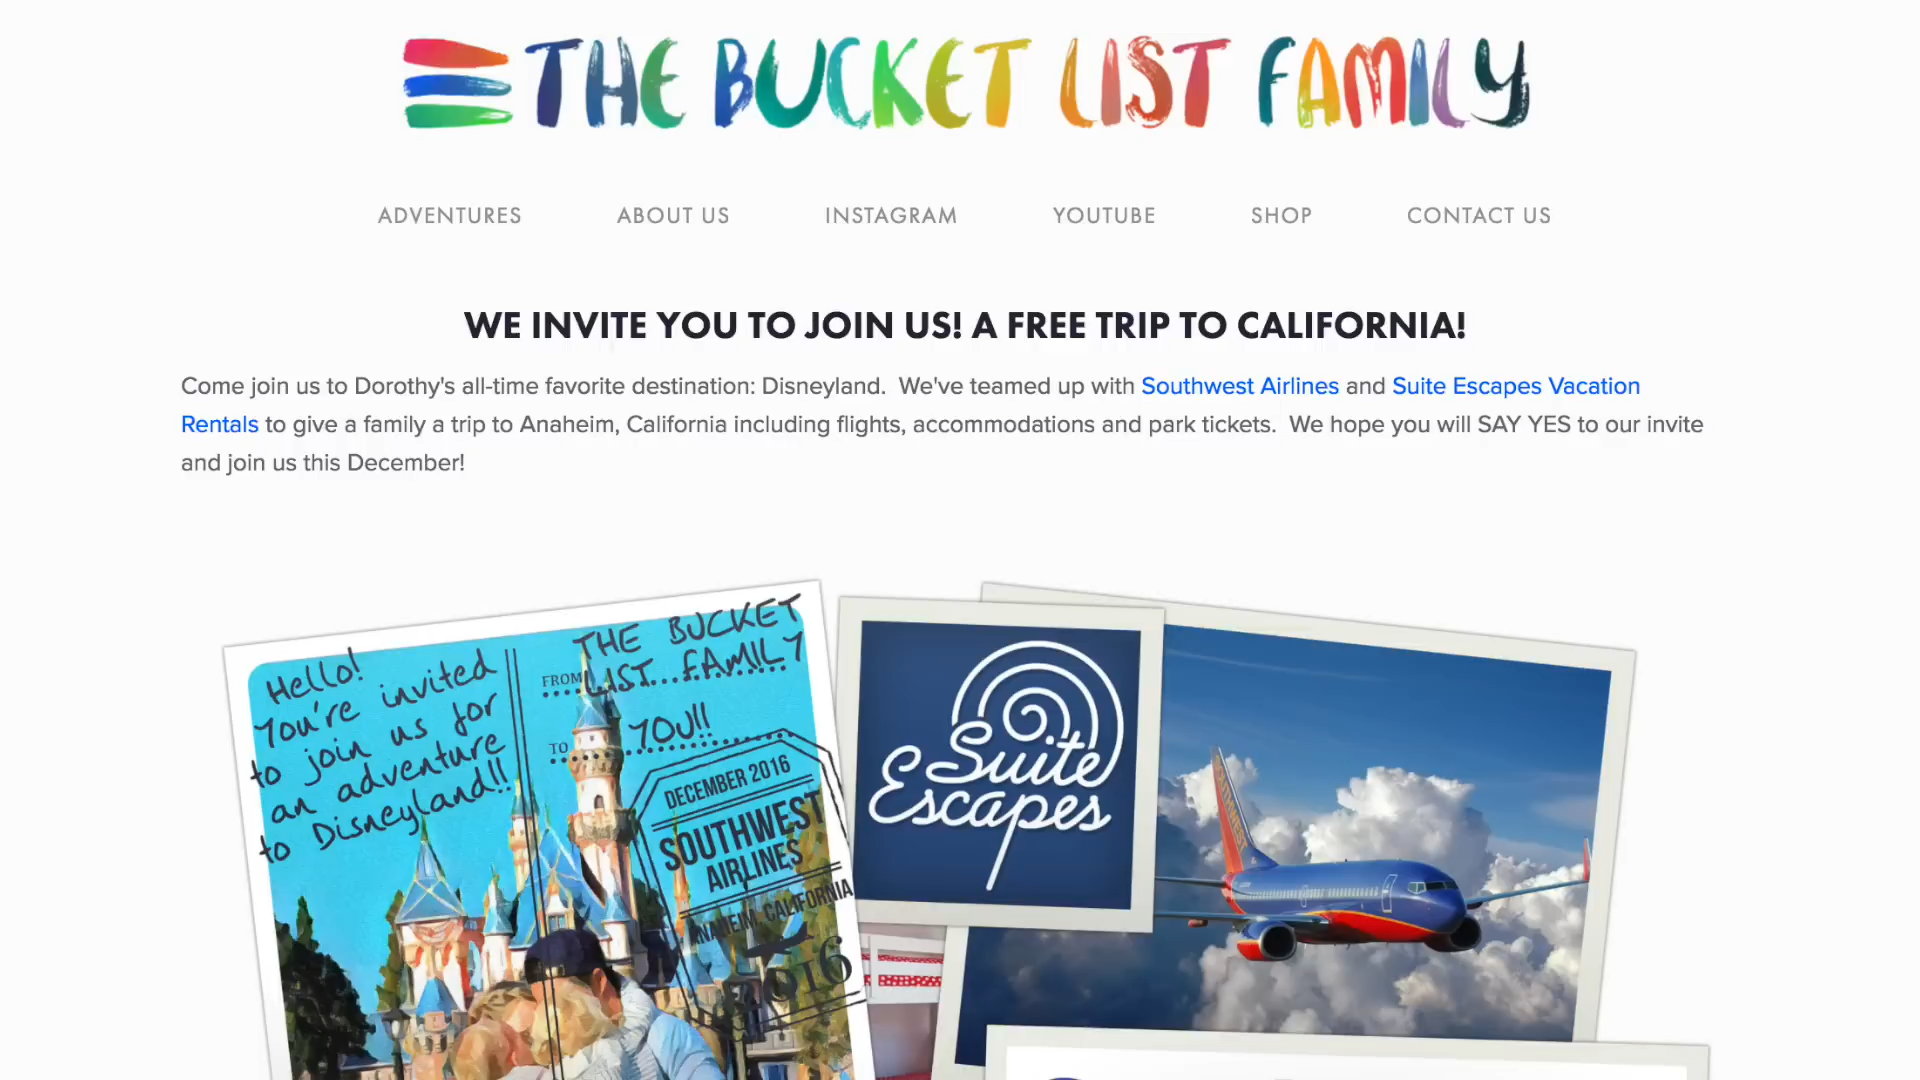 THE BUCKET LIST FAMILY
ADVENTURES ABOUT US INSTAGRAM YOUTUBE SHOP CONTACT US
WE INVITE YOU TO JOIN US! A FREE TRIP TO CALIFORNIA!
Come join us to Dorothy's all-time favorite destination: Disneyland. We've teamed up with Southwest Airlines and Suite Escapes Vacation
Rentals to give a family a trip to Anaheim, California including flights, accommodations and park tickets. We hope you will SAY YES to our invite
and join us this December!
Hello!
You're invited
to join us for
an adventure
to Disneyland!!
FROM THE BUCKET
LIST FAMILY
TO YOU!!
DECEMBER 2016
SOUTHWEST
AIRLINES
ANAHEIM, CALIFORNIA
2016
Suite
Escapes